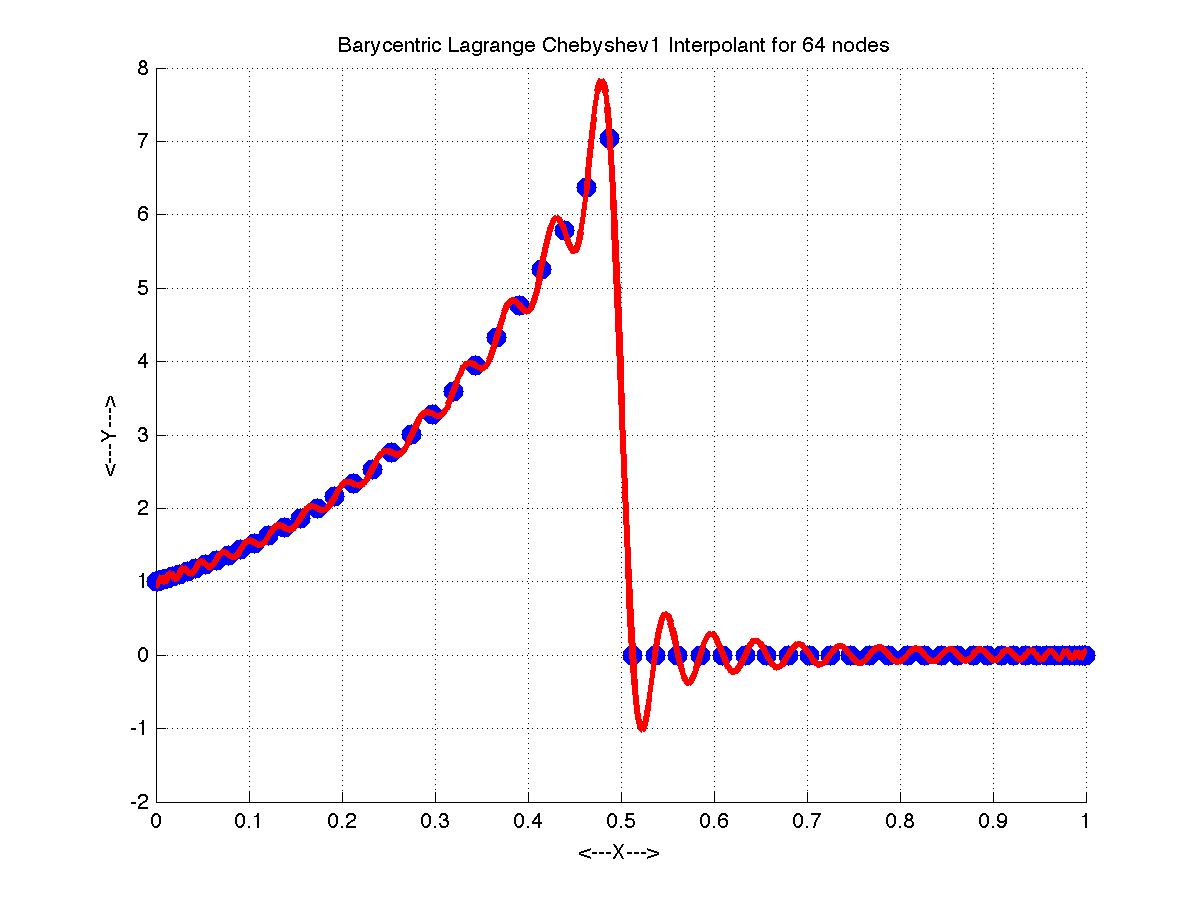 Barycentric Lagrange Chebyshev1 Interpolant for 64 nodes
8
7
6
5
4
3
2
1
0
-1
-2
<---Y--->
0 0.1 0.2 0.3 0.4 0.5 0.6 0.7 0.8 0.9 1
<---X--->